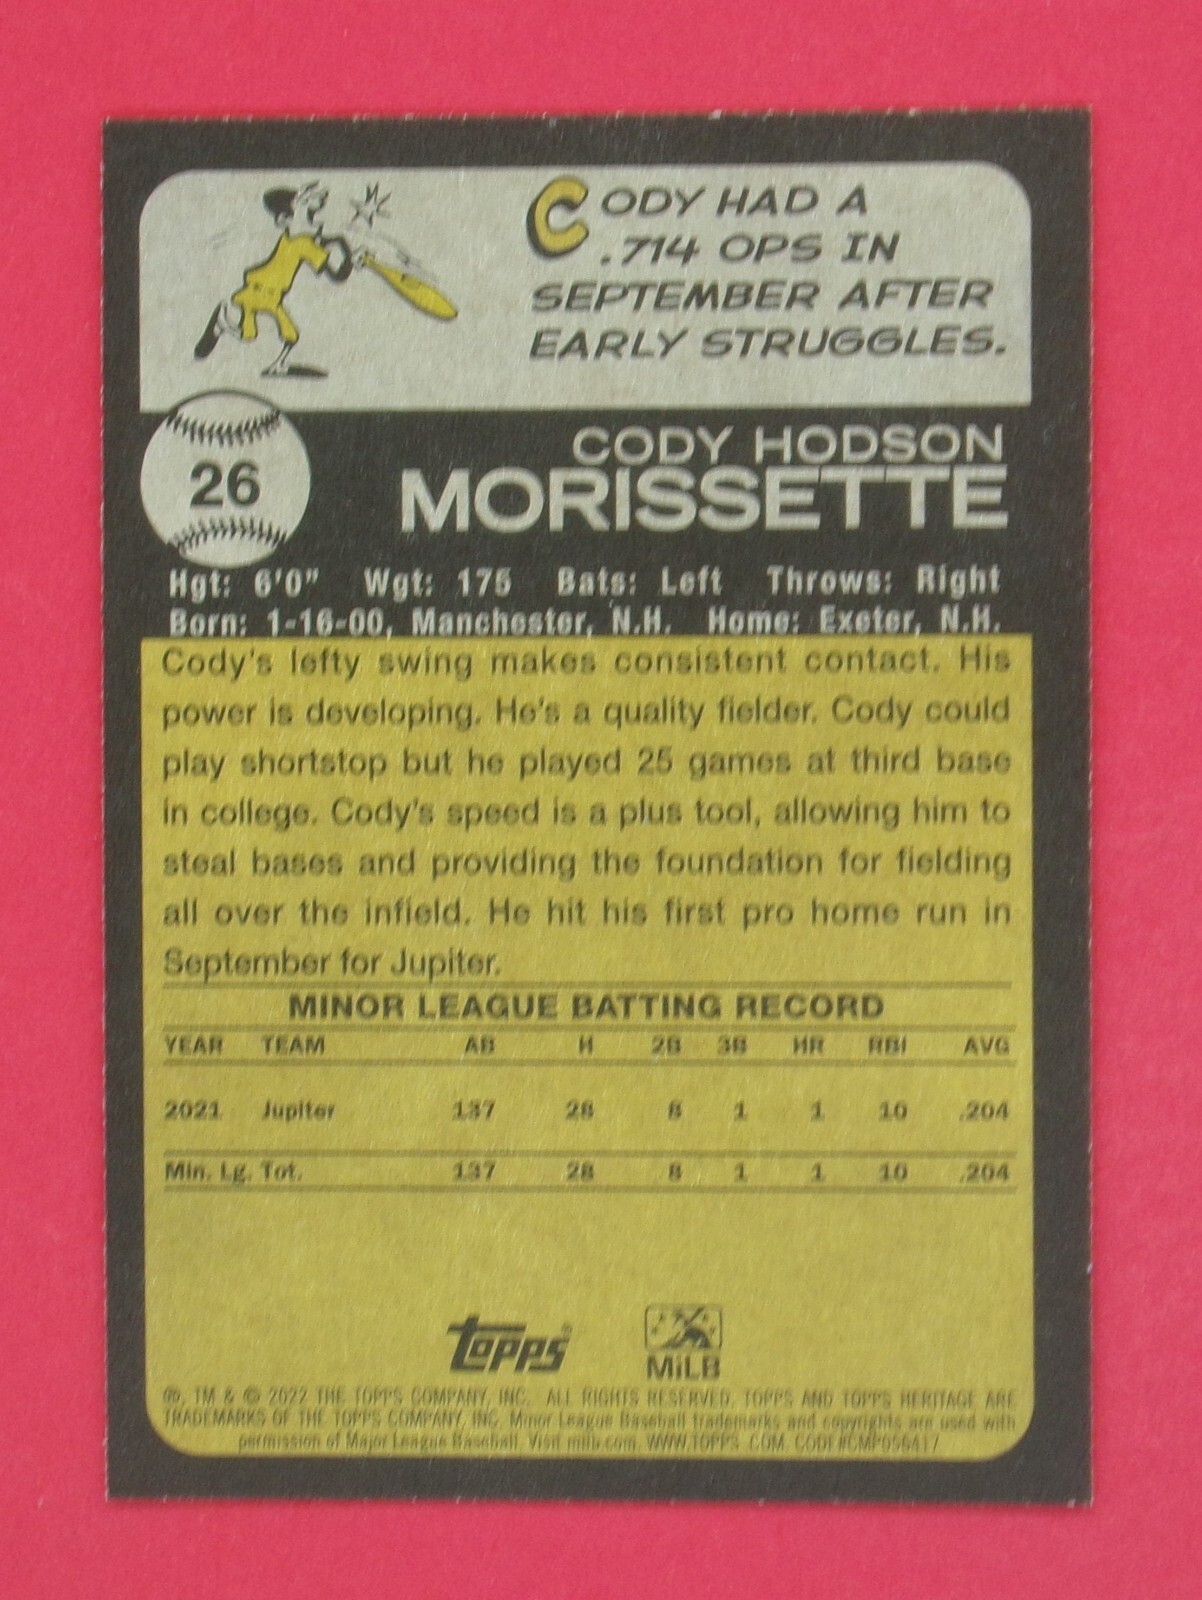 CODY HAD A
.714 OPS IN
SEPTEMBER AFTER
EARLY STRUGGLES.
26
CODY HODSON
MORISSETTE
Hgt: 6'0" Wgt: 175 Bats: Left Throws: Right
Born: 1-16-00, Manchester, N.H. Home: Exeter, N.H.
Cody's lefty swing makes consistent contact. His
power is developing. He's a quality fielder. Cody could
play shortstop but he played 25 games at third base
in college. Cody's speed is a plus tool, allowing him to
steal bases and providing the foundation for fielding
all over the infield. He hit his first pro home run in
September for Jupiter.
MINOR LEAGUE BATTING RECORD
YEAR TEAM AB H 2B 3B HR RBI AVG
2021 Jupiter 137 28 8 1 1 10 .204
Min. Lg. Tot. 137 28 8 1 1 10 .204
topps®
MiLB
®, TM & © 2022 THE TOPPS COMPANY, INC. ALL RIGHTS RESERVED. TOPPS AND TOPPS HERITAGE ARE
TRADEMARKS OF THE TOPPS COMPANY, INC. Minor League Baseball trademarks and copyrights are used with
permission of Major League Baseball. Visit milb.com. WWW.TOPPS.COM. CODE#CMP056417